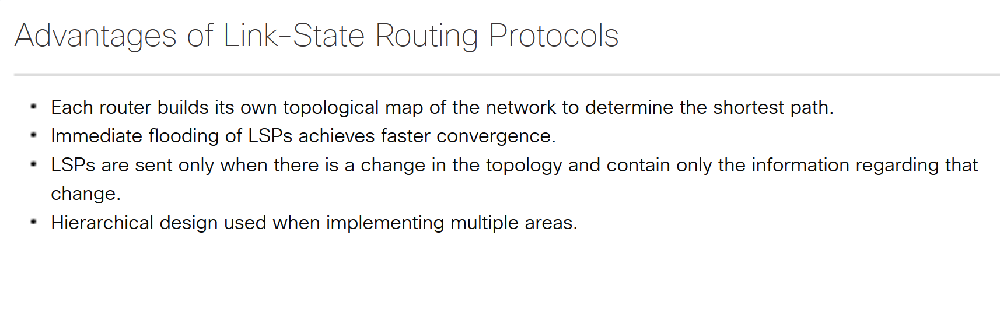 Advantages of Link-State Routing Protocols
▪ Each router builds its own topological map of the network to determine the shortest path.
▪ Immediate flooding of LSPs achieves faster convergence.
▪ LSPs are sent only when there is a change in the topology and contain only the information regarding that
change.
▪ Hierarchical design used when implementing multiple areas.